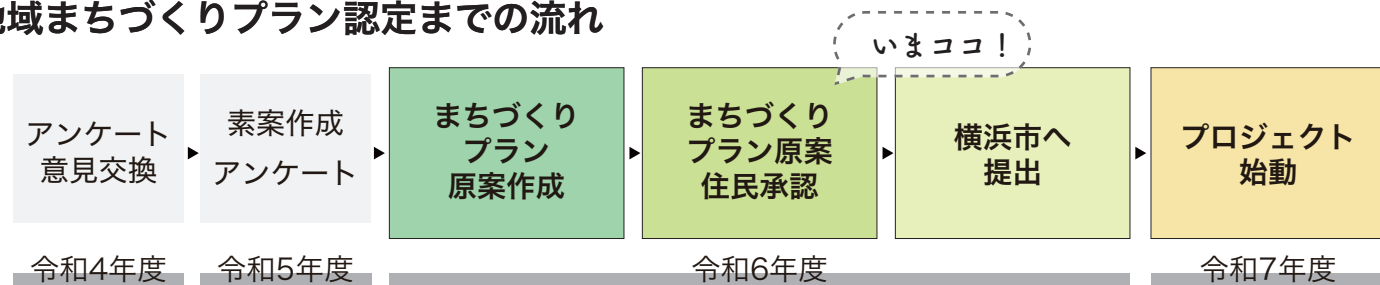 域まちづくりプラン認定までの流れ
いまココ！
アンケート
意見交換
素案作成
アンケート
まちづくり
プラン
原案作成
まちづくり
プラン原案
住民承認
横浜市へ
提出
プロジェクト
始動
令和4年度
令和5年度
令和6年度
令和7年度